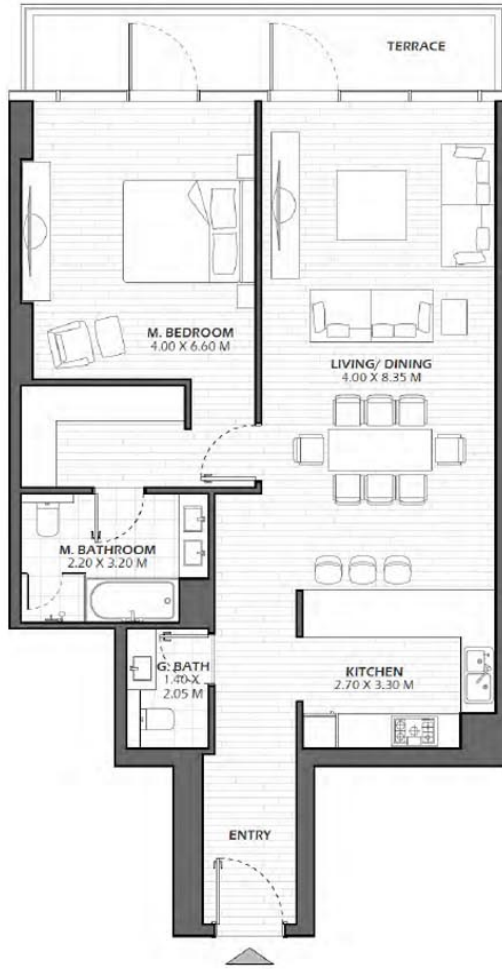 TERRACE
M. BEDROOM
4.00 X 6.60 M
LIVING/ DINING
4.00 X 8.35 M
M. BATHROOM
2.20 X 3.20 M
G. BATH
1.40 X
2.05 M
KITCHEN
2.70 X 3.30 M
ENTRY